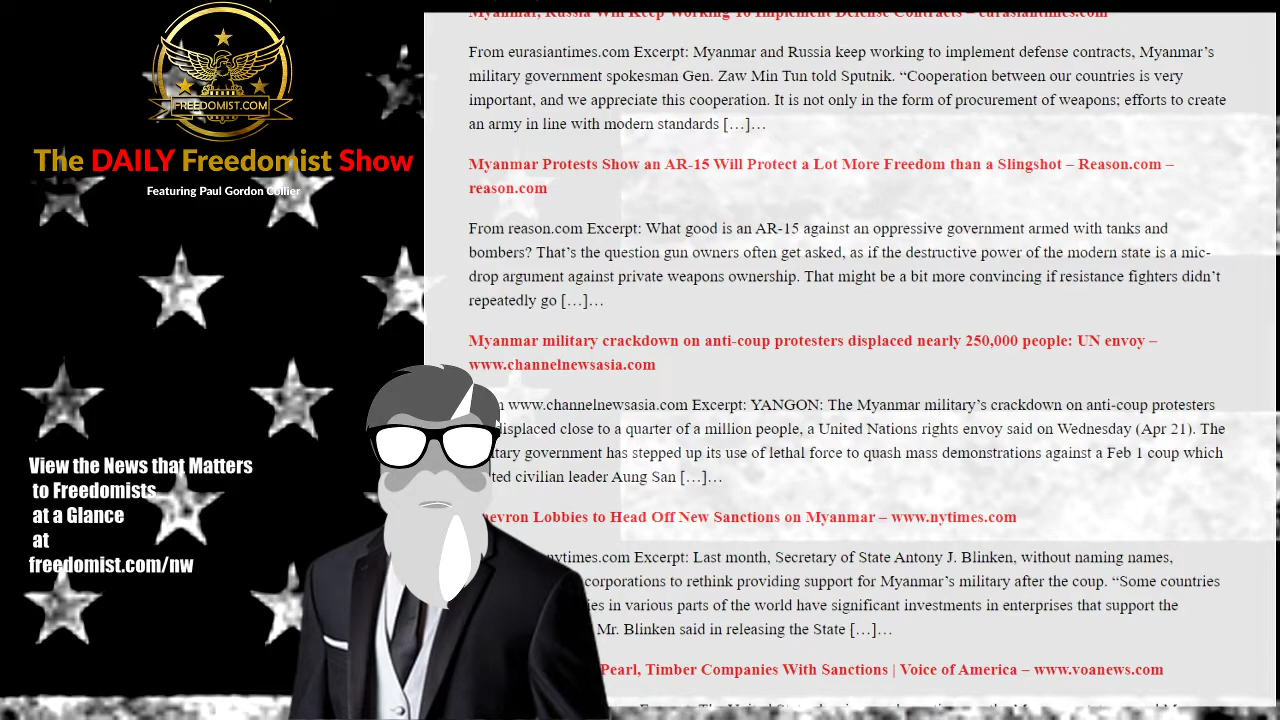 FREEDOMIST.COM
The DAILY Freedomist Show
Featuring Paul Gordon Collier
View the News that Matters
to Freedomists
at a Glance
at
freedomist.com/nw
Myanmar, Russia Will Keep Working To Implement Defense Contracts – eurasiantimes.com
From eurasiantimes.com Excerpt: Myanmar and Russia keep working to implement defense contracts, Myanmar’s
military government spokesman Gen. Zaw Min Tun told Sputnik. “Cooperation between our countries is very
important, and we appreciate this cooperation. It is not only in the form of procurement of weapons; efforts to create
an army in line with modern standards […]…
Myanmar Protests Show an AR-15 Will Protect a Lot More Freedom than a Slingshot – Reason.com –
reason.com
From reason.com Excerpt: What good is an AR-15 against an oppressive government armed with tanks and
bombers? That’s the question gun owners often get asked, as if the destructive power of the modern state is a mic-
drop argument against private weapons ownership. That might be a bit more convincing if resistance fighters didn’t
repeatedly go […]…
Myanmar military crackdown on anti-coup protesters displaced nearly 250,000 people: UN envoy –
www.channelnewsasia.com
www.channelnewsasia.com Excerpt: YANGON: The Myanmar military’s crackdown on anti-coup protesters
displaced close to a quarter of a million people, a United Nations rights envoy said on Wednesday (Apr 21). The
government has stepped up its use of lethal force to quash mass demonstrations against a Feb 1 coup which
civilian leader Aung San […]…
Lobbies to Head Off New Sanctions on Myanmar – www.nytimes.com
Excerpt: Last month, Secretary of State Antony J. Blinken, without naming names,
corporations to rethink providing support for Myanmar’s military after the coup. “Some countries
in various parts of the world have significant investments in enterprises that support the
Mr. Blinken said in releasing the State […]…
Pearl, Timber Companies With Sanctions | Voice of America – www.voanews.com